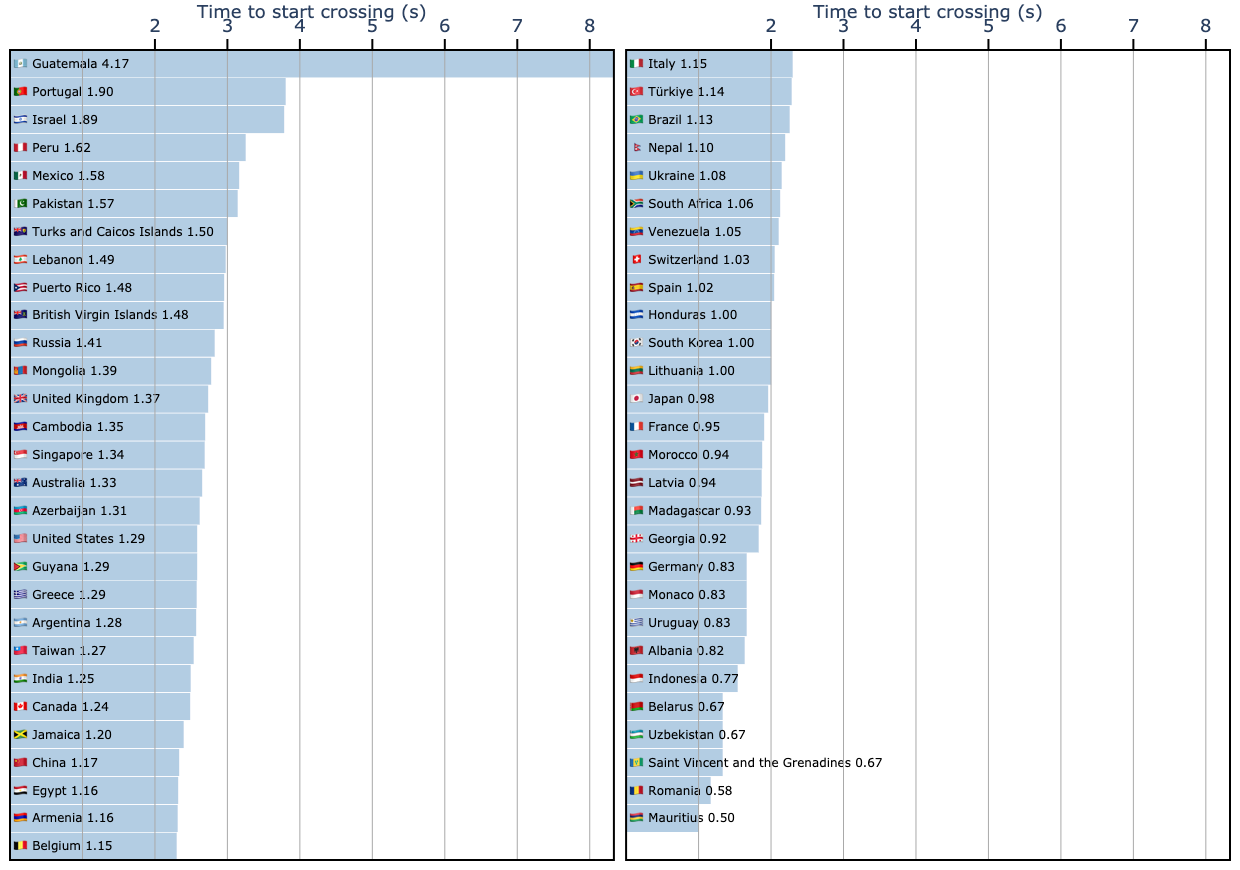 Time to start crossing (s)
2 3 4 5 6 7 8
Guatemala 4.17
Portugal 1.90
Israel 1.89
Peru 1.62
Mexico 1.58
Pakistan 1.57
Turks and Caicos Islands 1.50
Lebanon 1.49
Puerto Rico 1.48
British Virgin Islands 1.48
Russia 1.41
Mongolia 1.39
United Kingdom 1.37
Cambodia 1.35
Singapore 1.34
Australia 1.33
Azerbaijan 1.31
United States 1.29
Guyana 1.29
Greece 1.29
Argentina 1.28
Taiwan 1.27
India 1.25
Canada 1.24
Jamaica 1.20
China 1.17
Egypt 1.16
Armenia 1.16
Belgium 1.15
Time to start crossing (s)
2 3 4 5 6 7 8
Italy 1.15
Türkiye 1.14
Brazil 1.13
Nepal 1.10
Ukraine 1.08
South Africa 1.06
Venezuela 1.05
Switzerland 1.03
Spain 1.02
Honduras 1.00
South Korea 1.00
Lithuania 1.00
Japan 0.98
France 0.95
Morocco 0.94
Latvia 0.94
Madagascar 0.93
Georgia 0.92
Germany 0.83
Monaco 0.83
Uruguay 0.83
Albania 0.82
Indonesia 0.77
Belarus 0.67
Uzbekistan 0.67
Saint Vincent and the Grenadines 0.67
Romania 0.58
Mauritius 0.50